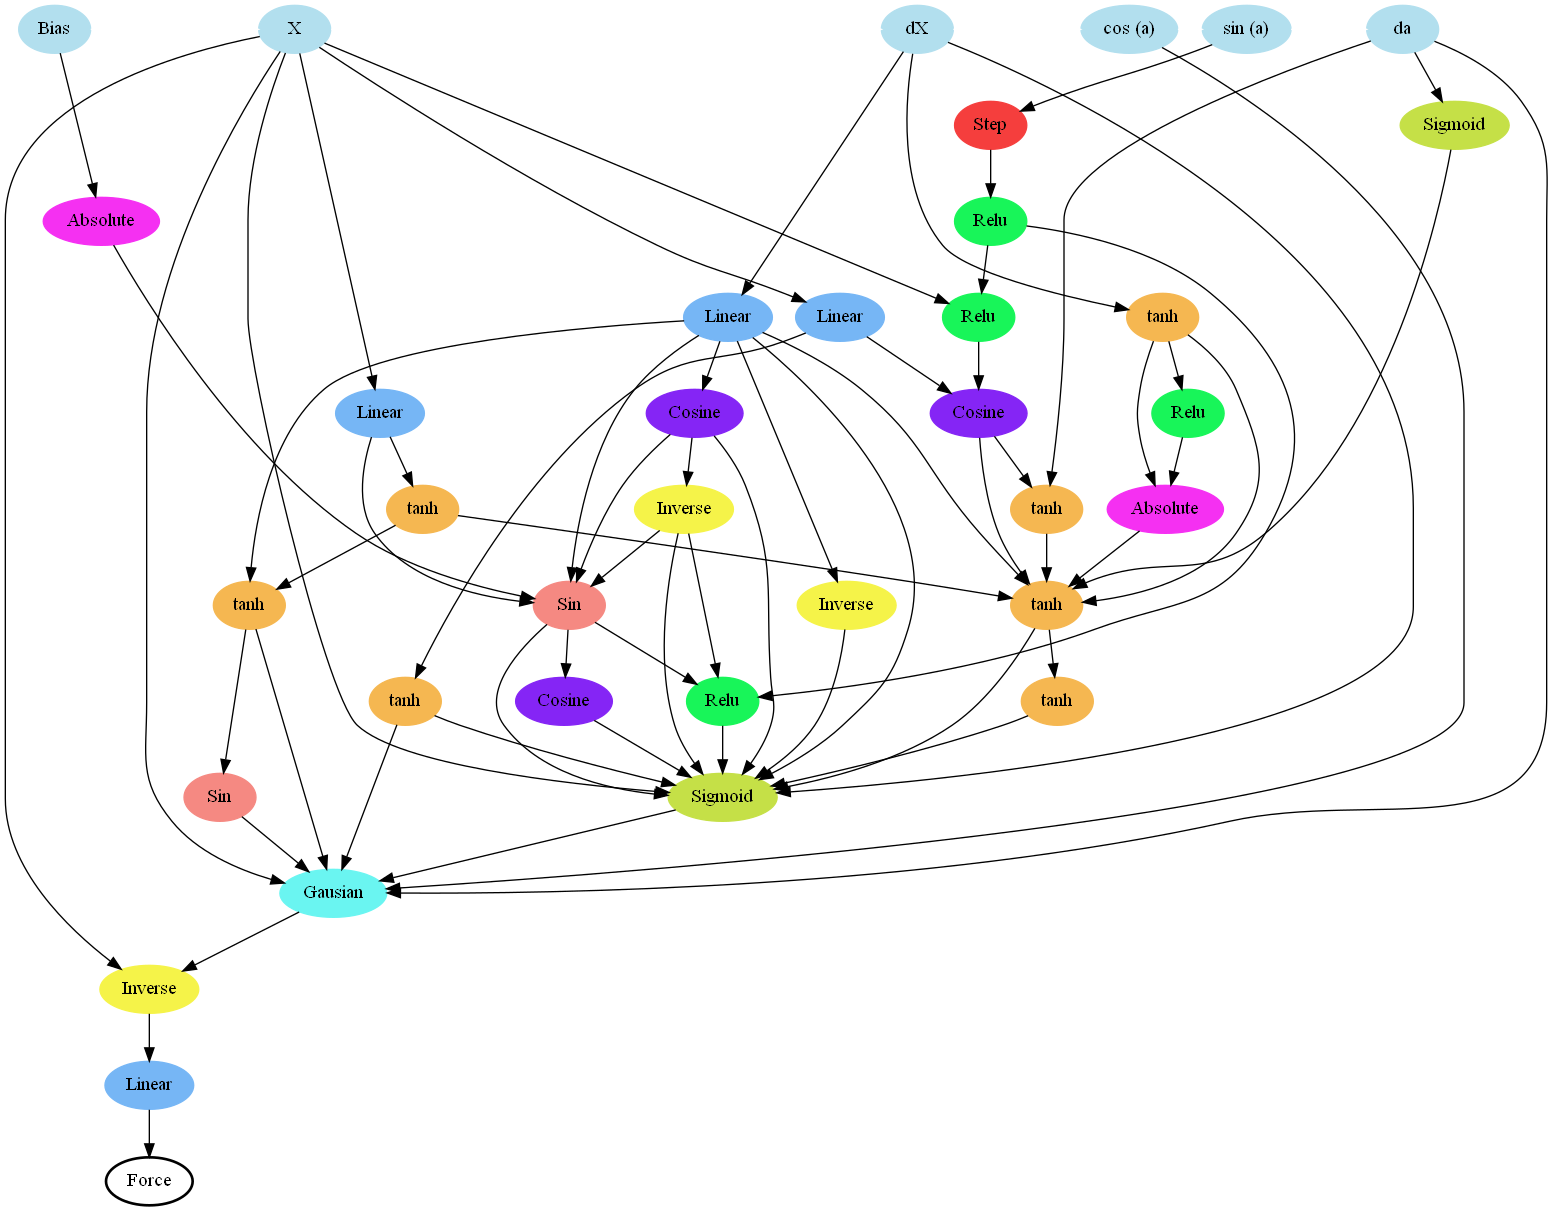 Bias
X
dX
cos (a)
sin (a)
da
Step
Sigmoid
Absolute
Relu
Linear
Linear
Relu
tanh
Linear
Cosine
Cosine
Relu
tanh
Inverse
tanh
Absolute
tanh
Sin
Inverse
tanh
tanh
Cosine
Relu
tanh
Sin
Sigmoid
Gausian
Inverse
Linear
Force